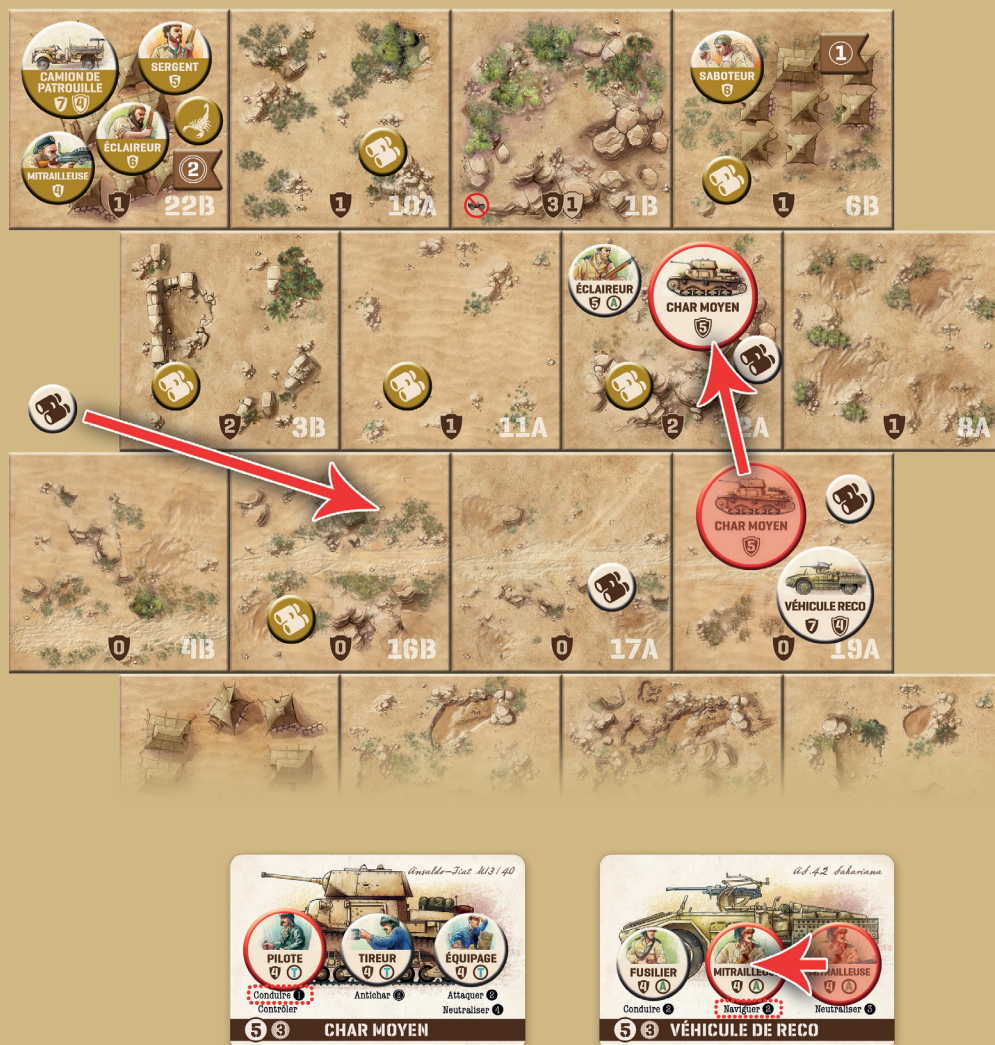 CAMION DE
PATROUILLE
7 4
SERGENT
5
ÉCLAIREUR
6
MITRAILLEUSE
4
2
1 22B
1 10A
3 1 1B
SABOTEUR
6
1
1 6B
2 3B
1 11A
ÉCLAIREUR
5 A
CHAR MOYEN
5
2 12A
1 8A
0 4B
0 16B
0 17A
CHAR MOYEN
5
VÉHICULE RECO
7 4
0 19A
Ansaldo-Fiat M13/40
PILOTE
4 T
TIREUR
4 T
ÉQUIPAGE
4 T
Conduire 1
Contrôler
Antichar 3
Attaquer 2
Neutraliser 4
5 3 CHAR MOYEN
AS.42 Sahariana
FUSILIER
4 A
MITRAILLEUSE
4 A
MITRAILLEUSE
4 A
Conduire 2
Naviguer 2
Neutraliser 3
5 3 VÉHICULE DE RECO